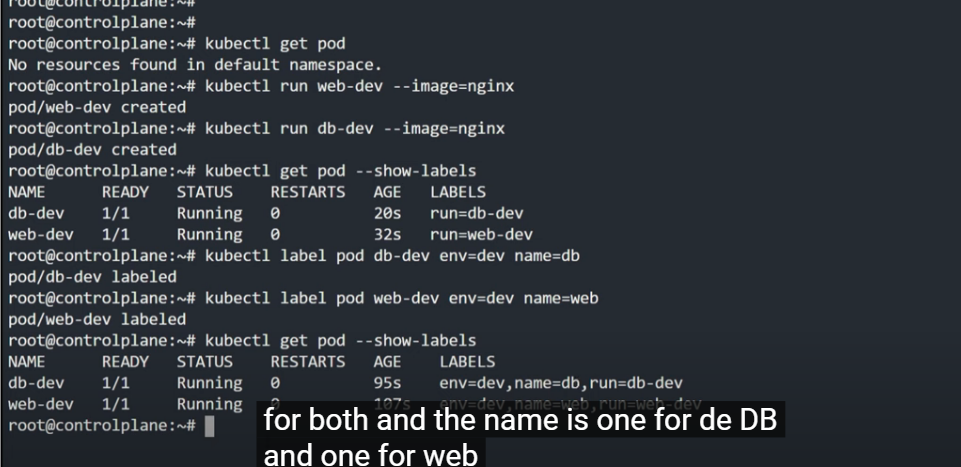 root@controlplane:~#
root@controlplane:~#
root@controlplane:~# kubectl get pod
No resources found in default namespace.
root@controlplane:~# kubectl run web-dev --image=nginx
pod/web-dev created
root@controlplane:~# kubectl run db-dev --image=nginx
pod/db-dev created
root@controlplane:~# kubectl get pod --show-labels
NAME READY STATUS RESTARTS AGE LABELS
db-dev 1/1 Running 0 20s run=db-dev
web-dev 1/1 Running 0 32s run=web-dev
root@controlplane:~# kubectl label pod db-dev env=dev name=db
pod/db-dev labeled
root@controlplane:~# kubectl label pod web-dev env=dev name=web
pod/web-dev labeled
root@controlplane:~# kubectl get pod --show-labels
NAME READY STATUS RESTARTS AGE LABELS
db-dev 1/1 Running 0 95s env=dev,name=db,run=db-dev
web-dev 1/1 Running 0 107s env=dev,name=web,run=web-dev
root@controlplane:~#
for both and the name is one for de DB
and one for web